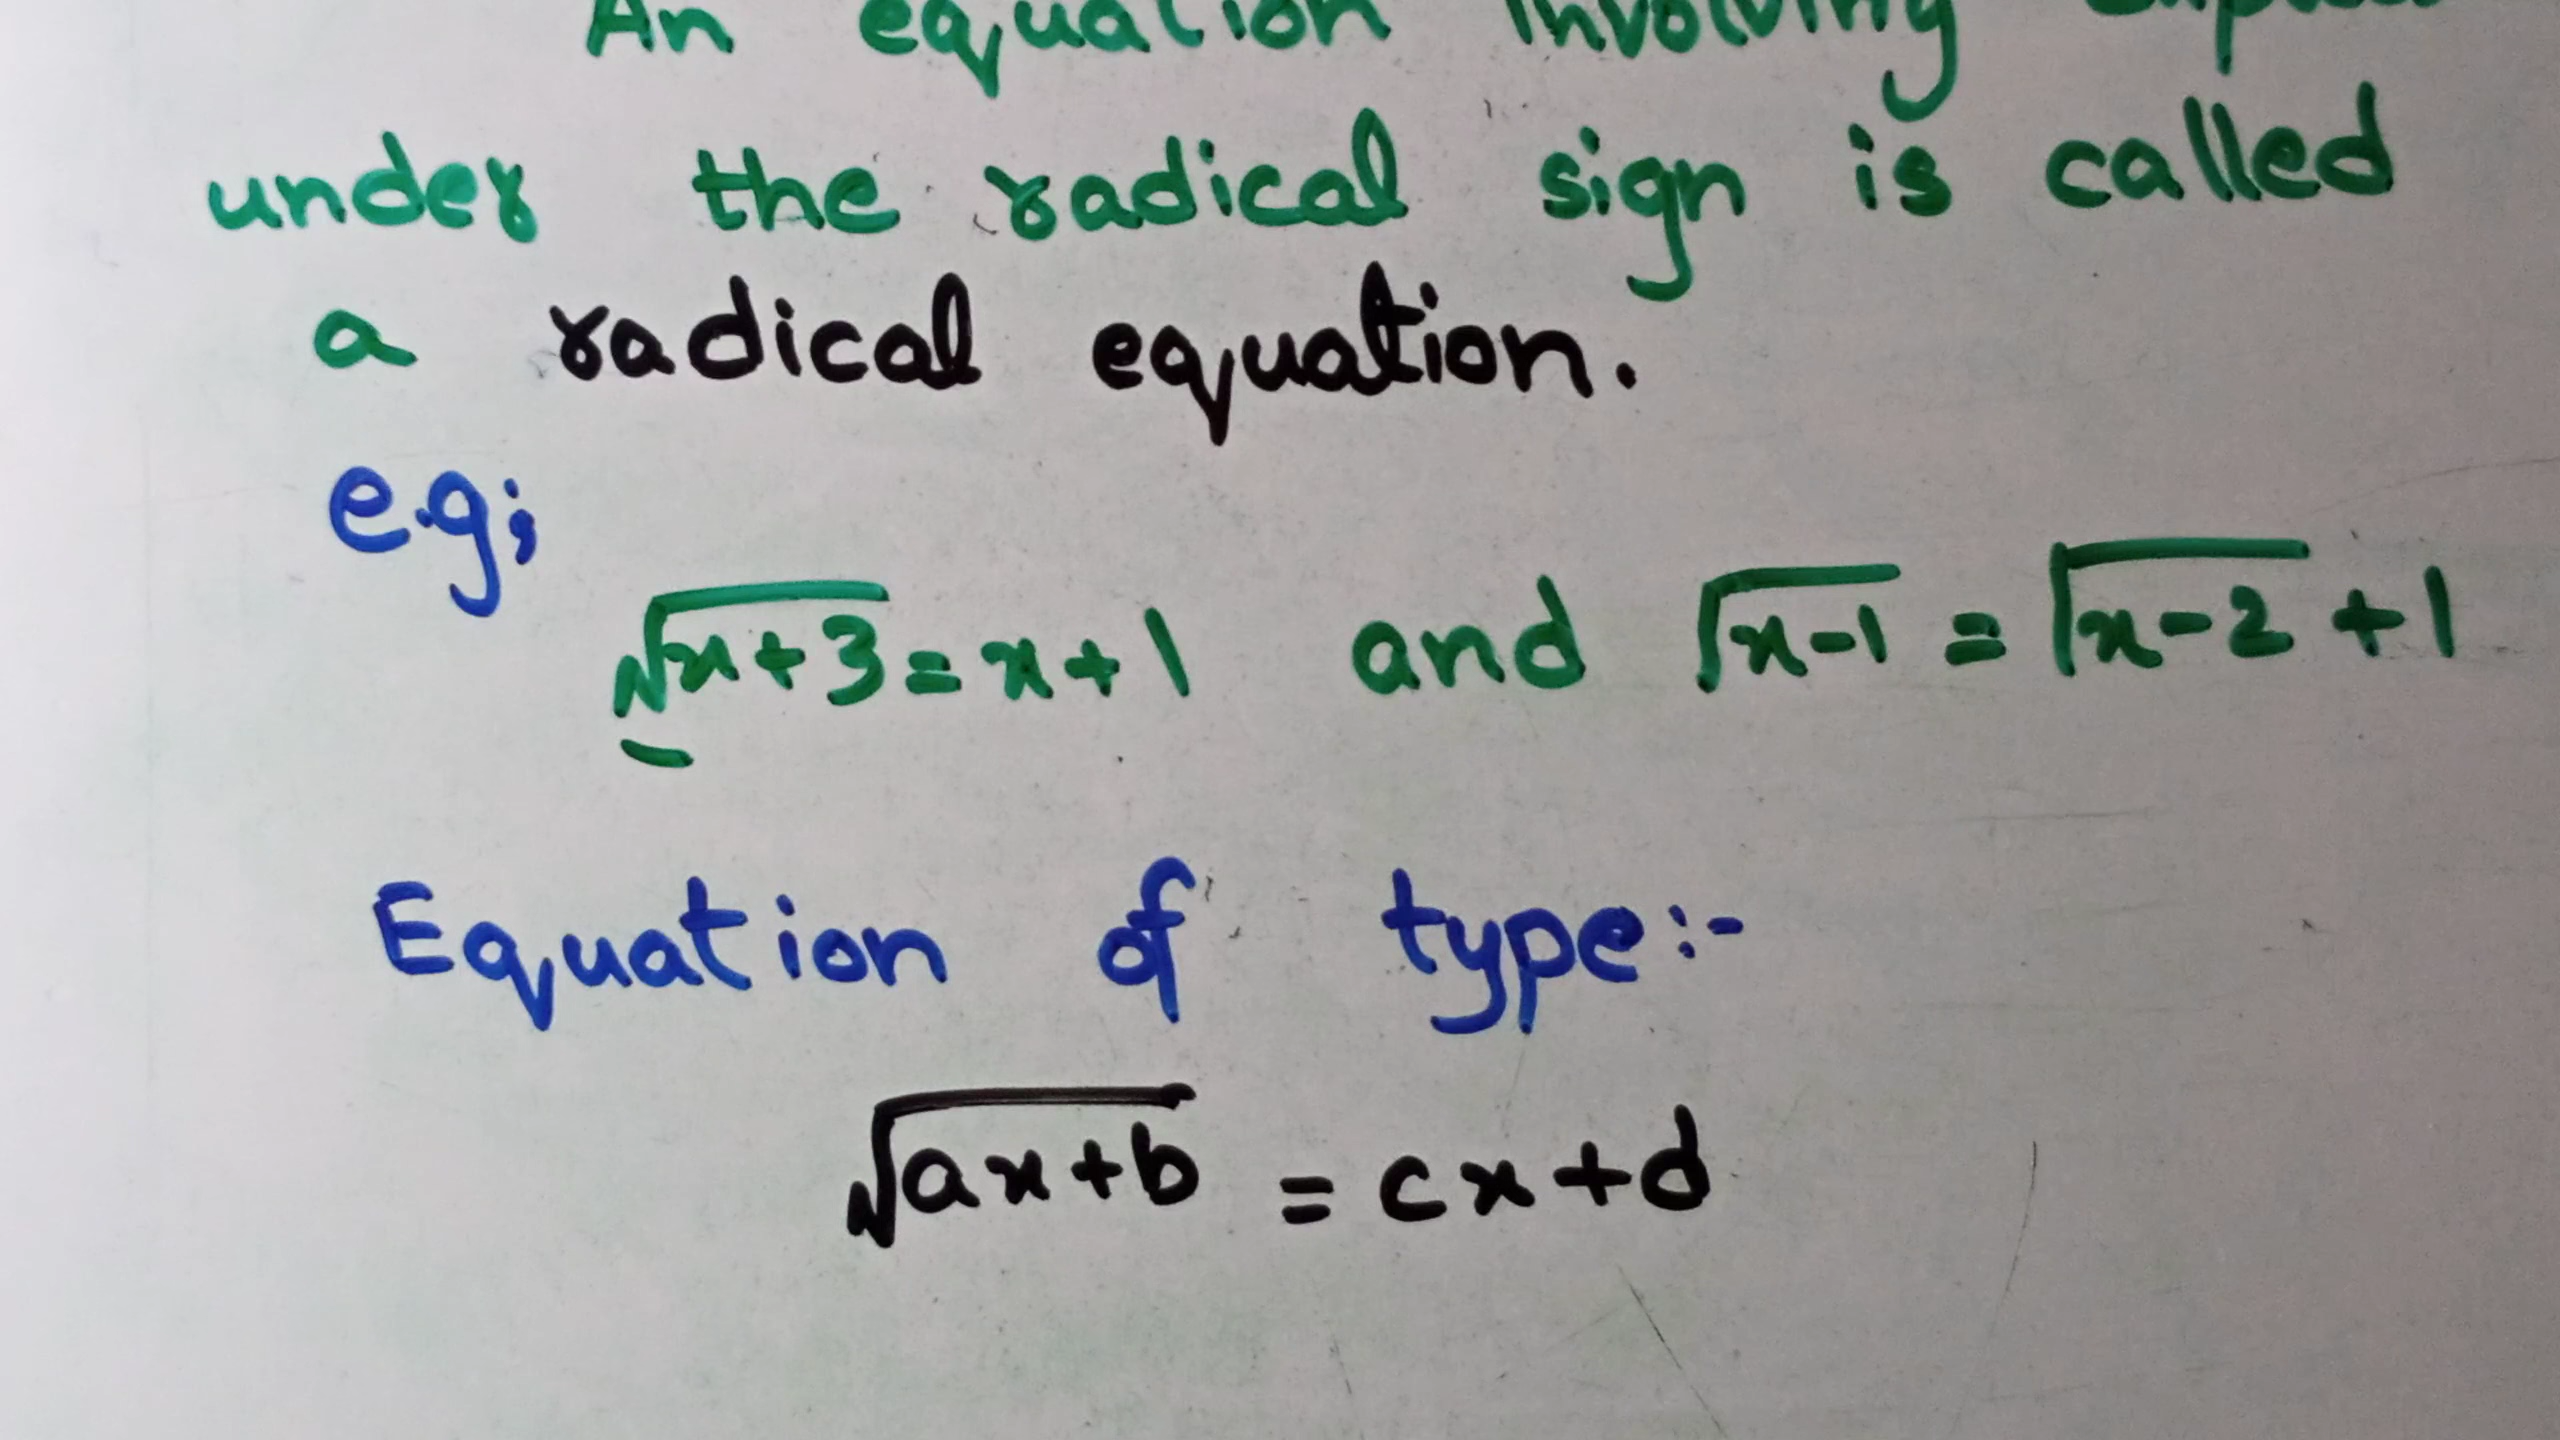 An equation involving
under the radical sign is called
a radical equation.
e.g;
√x+3 = x+1 and √x-1 = √x-2 + 1
Equation of type:-
√ax+b = cx+d